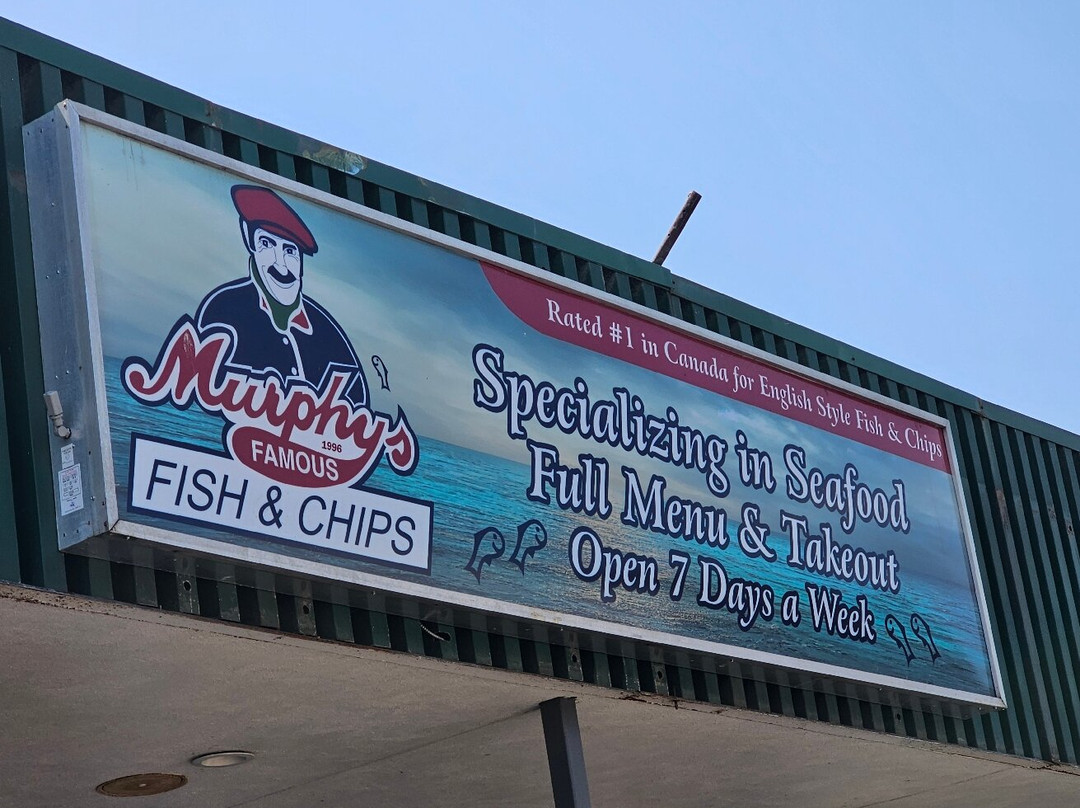 Murphy's
1996
FAMOUS
FISH & CHIPS
Rated #1 in Canada for English Style Fish & Chips
Specializing in Seafood
Full Menu & Takeout
Open 7 Days a Week